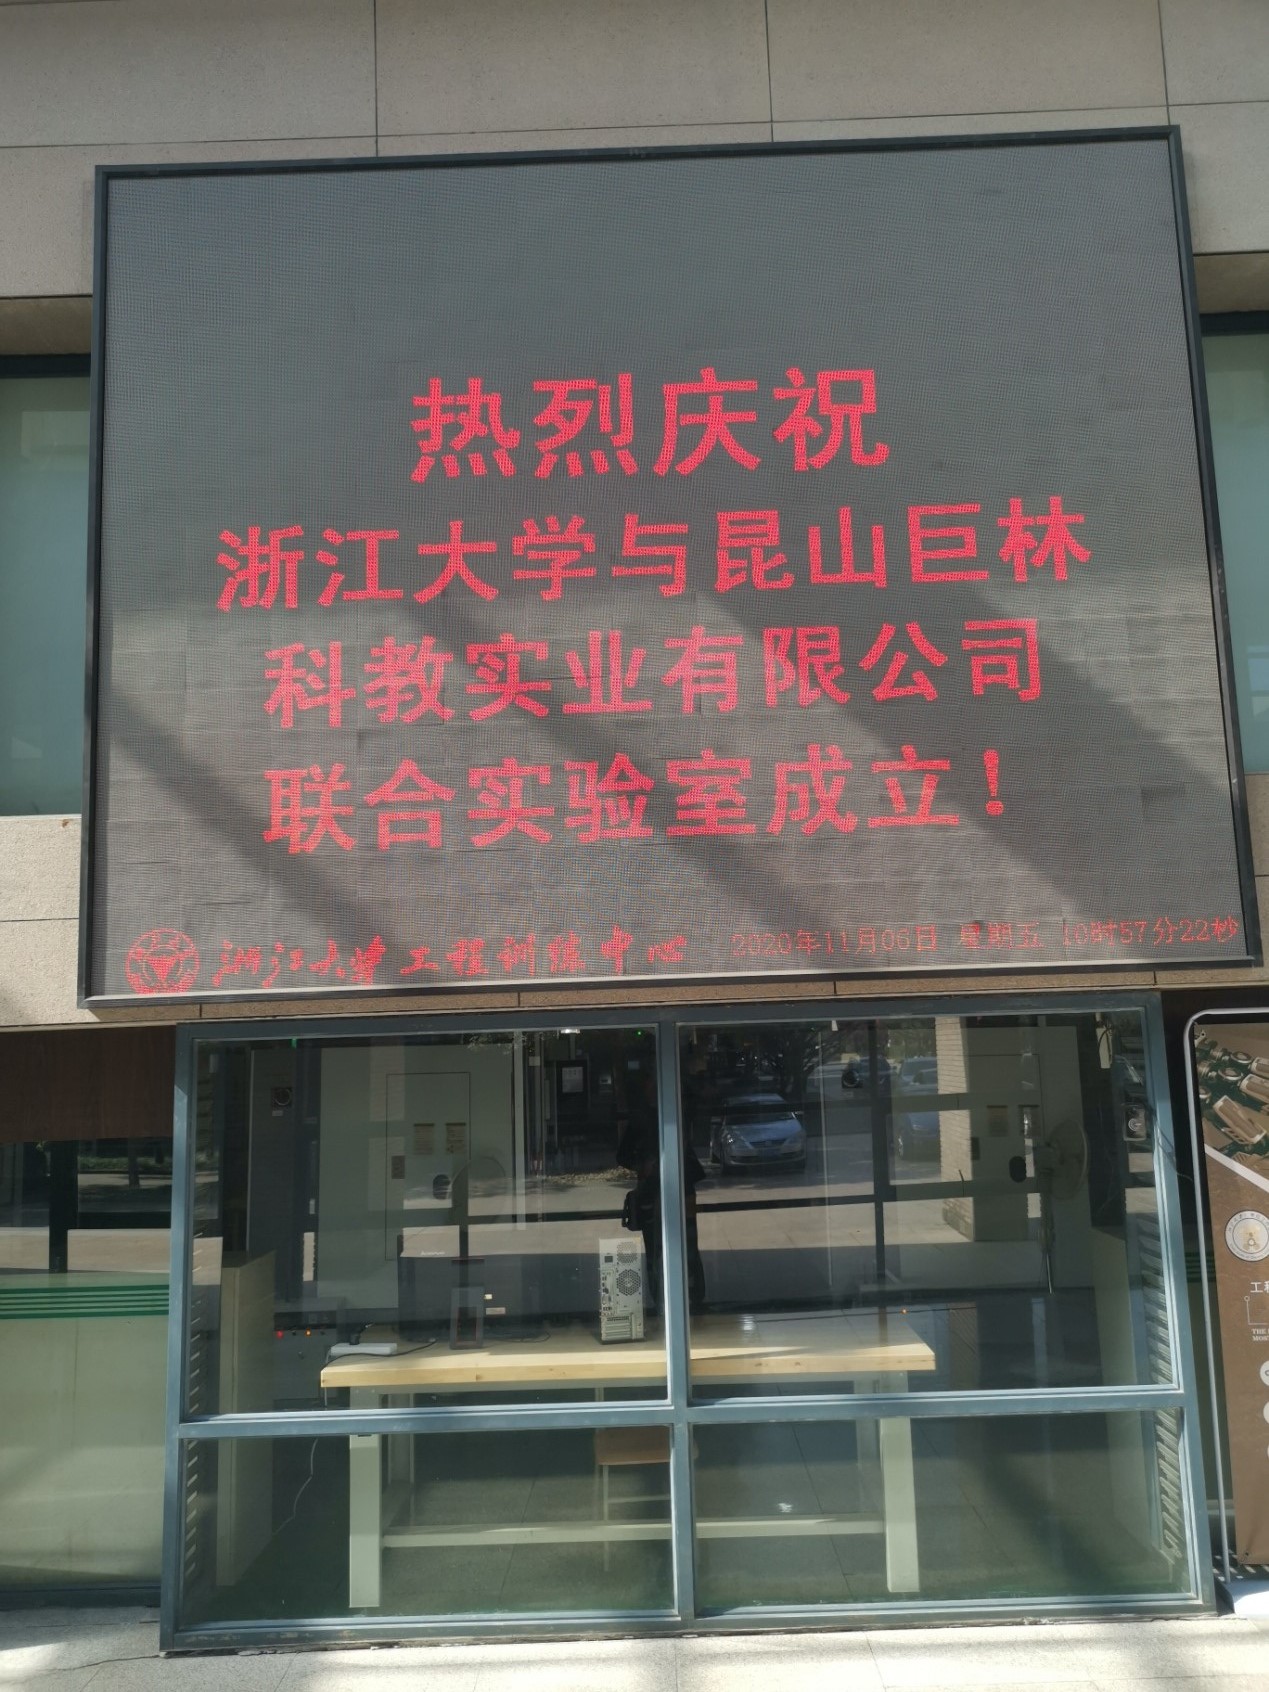 热烈庆祝
浙江大学与昆山巨林
科教实业有限公司
联合实验室成立！
浙江大学工程训练中心 2020年11月06日 星期五 10时57分22秒
工程